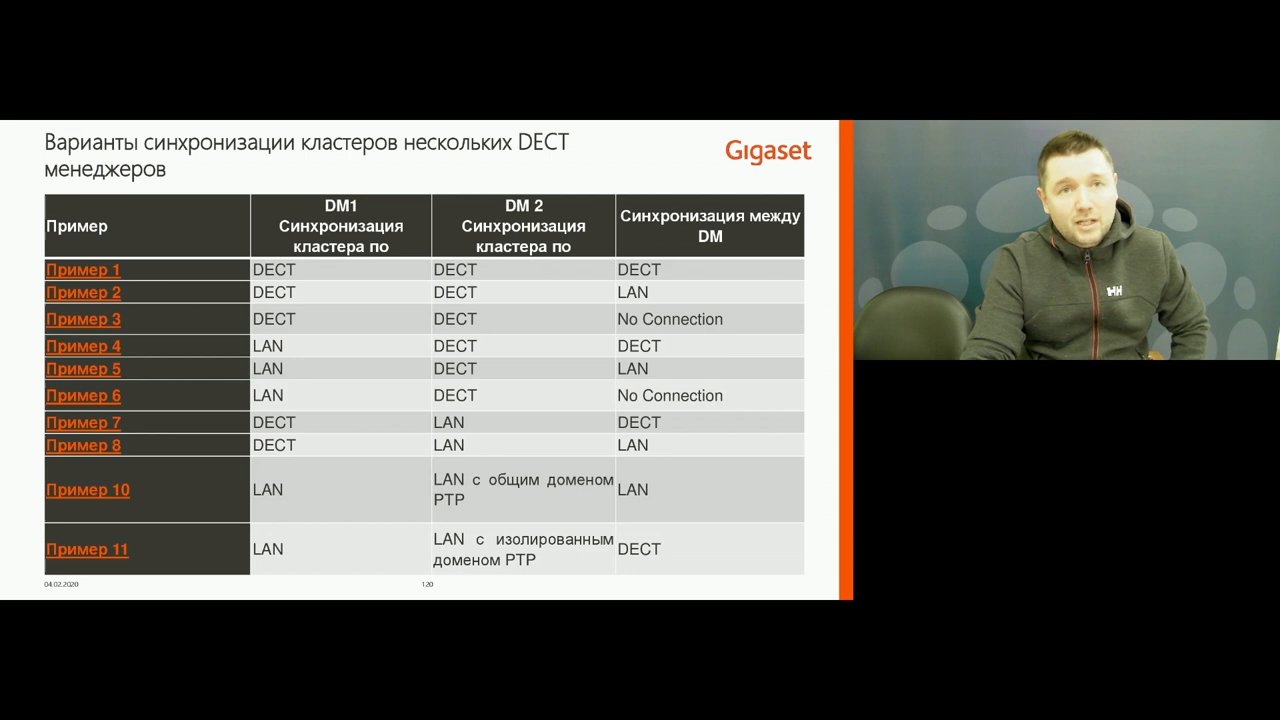 Варианты синхронизации кластеров нескольких DECT
менеджеров
Gigaset
Пример
DM1
Синхронизация
кластера по
DM 2
Синхронизация
кластера по
Синхронизация между
DM
Пример 1 DECT DECT DECT
Пример 2 DECT DECT LAN
Пример 3 DECT DECT No Connection
Пример 4 LAN DECT DECT
Пример 5 LAN DECT LAN
Пример 6 LAN DECT No Connection
Пример 7 DECT LAN DECT
Пример 8 DECT LAN LAN
Пример 10 LAN
LAN с общим доменом
PTP
LAN
Пример 11 LAN
LAN с изолированным
доменом PTP
DECT
04.02.2020
120
HH